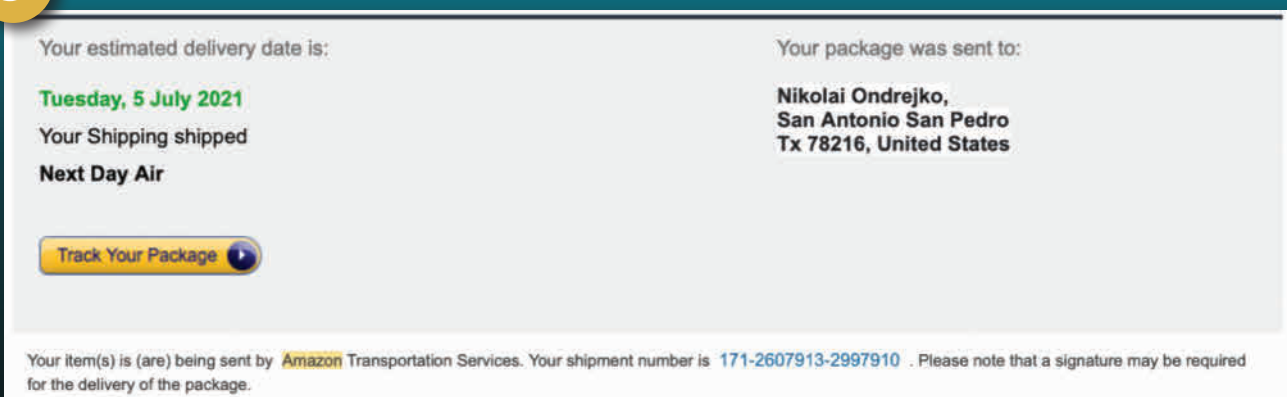 Your estimated delivery date is:
Tuesday, 5 July 2021
Your Shipping shipped
Next Day Air
Track Your Package
Your package was sent to:
Nikolai Ondrejko,
San Antonio San Pedro
Tx 78216, United States
Your item(s) is (are) being sent by Amazon Transportation Services. Your shipment number is 171-2607913-2997910 . Please note that a signature may be required
for the delivery of the package.